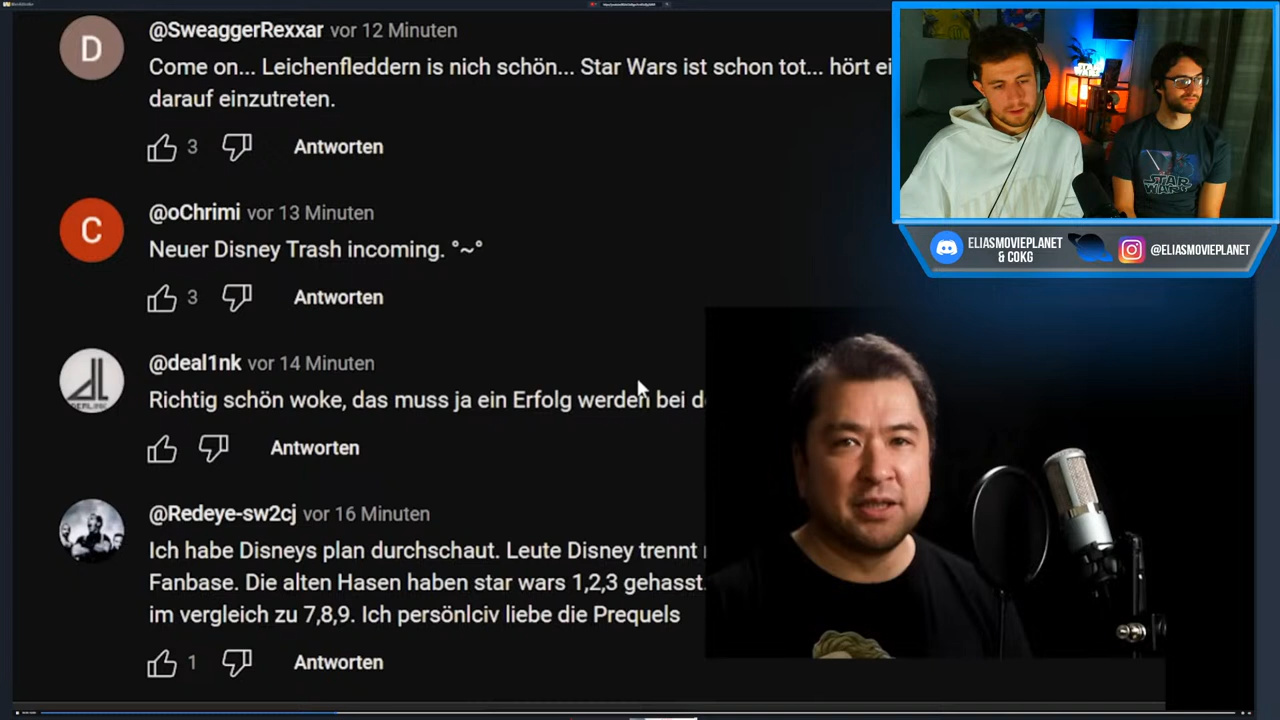 @SweaggerRexxar vor 12 Minuten
Come on... Leichenfleddern is nich schön... Star Wars ist schon tot... hört
darauf einzutreten.
3 Antworten
@oChrimi vor 13 Minuten
Neuer Disney Trash incoming. °~°
3 Antworten
@deal1nk vor 14 Minuten
Richtig schön woke, das muss ja ein Erfolg werden bei
Antworten
@Redeye-sw2cj vor 16 Minuten
Ich habe Disneys plan durchschaut. Leute Disney trennt
Fanbase. Die alten Hasen haben star wars 1,2,3 gehasst.
im vergleich zu 7,8,9. Ich persönlciv liebe die Prequels
1 Antworten
D
C
STAR
WARS
STAR
WARS
ELIASMOVIEPLANET
& COKG
@ELIASMOVIEPLANET